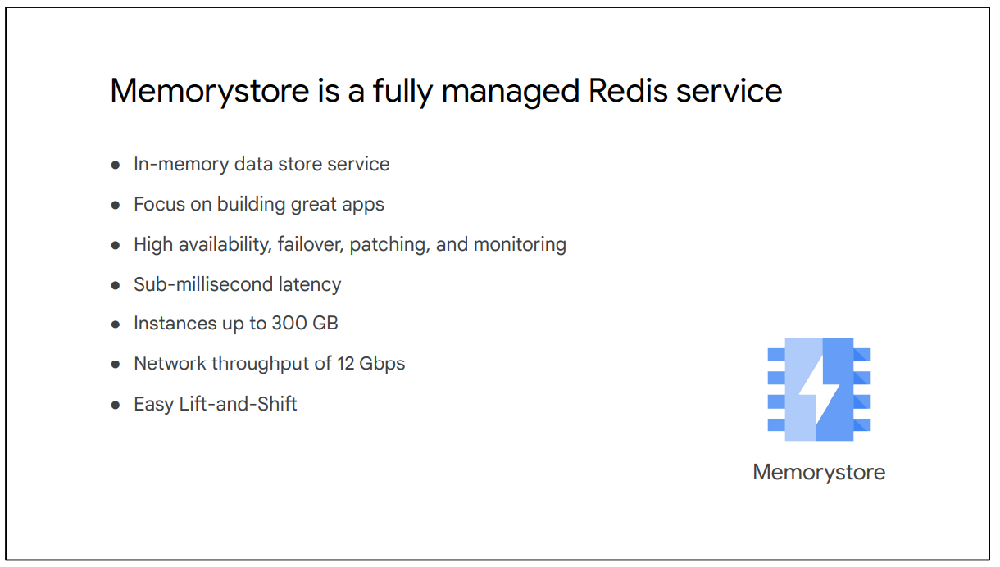 Memorystore is a fully managed Redis service
● In-memory data store service
● Focus on building great apps
● High availability, failover, patching, and monitoring
● Sub-millisecond latency
● Instances up to 300 GB
● Network throughput of 12 Gbps
● Easy Lift-and-Shift
Memorystore